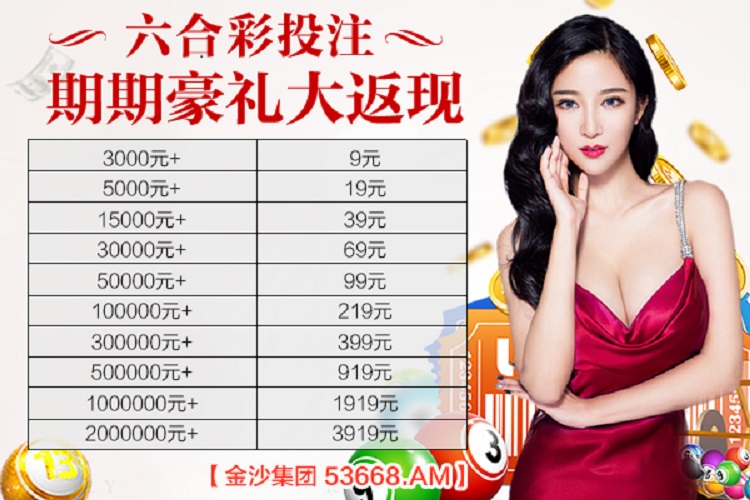 六合彩投注
期期豪礼大返现
3000元+ 9元
5000元+ 19元
15000元+ 39元
30000元+ 69元
50000元+ 99元
100000元+ 219元
300000元+ 399元
500000元+ 919元
1000000元+ 1919元
2000000元+ 3919元
【金沙集团 53668.AM】
13
3
9
12345